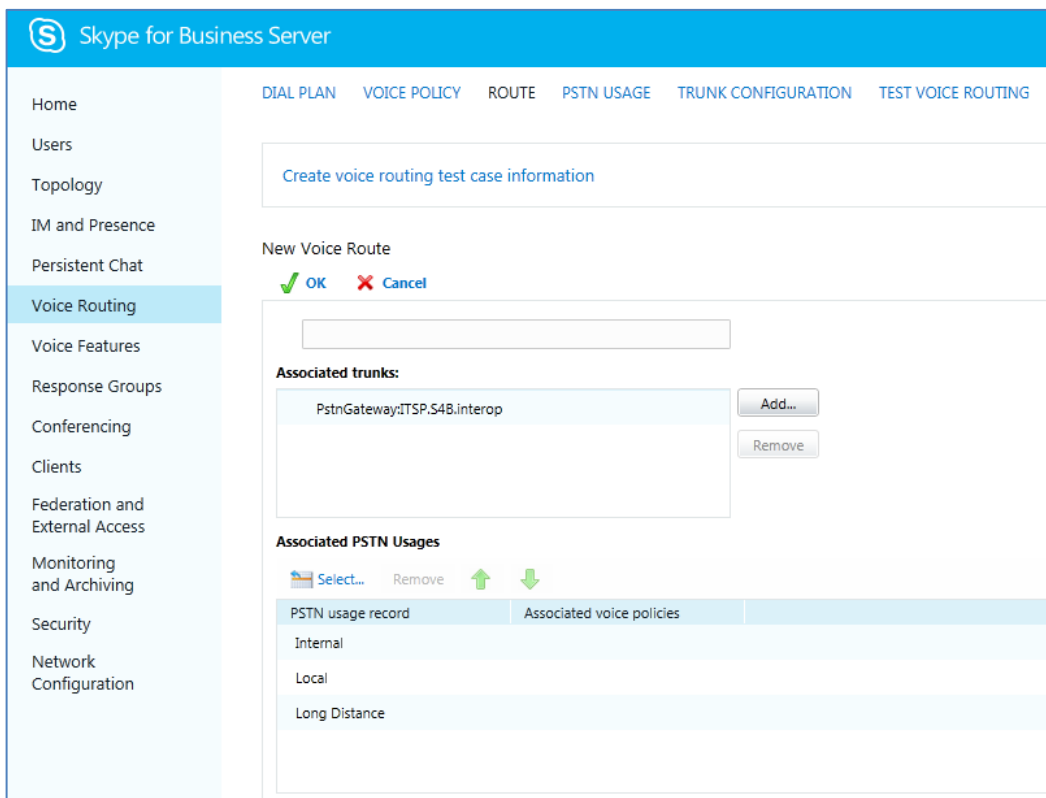 Skype for Business Server
Home
Users
Topology
IM and Presence
Persistent Chat
Voice Routing
Voice Features
Response Groups
Conferencing
Clients
Federation and
External Access
Monitoring
and Archiving
Security
Network
Configuration
DIAL PLAN VOICE POLICY ROUTE PSTN USAGE TRUNK CONFIGURATION TEST VOICE ROUTING
Create voice routing test case information
New Voice Route
OK Cancel
Associated trunks:
PstnGateway:ITSP.S4B.interop
Add...
Remove
Associated PSTN Usages
Select... Remove
PSTN usage record Associated voice policies
Internal
Local
Long Distance